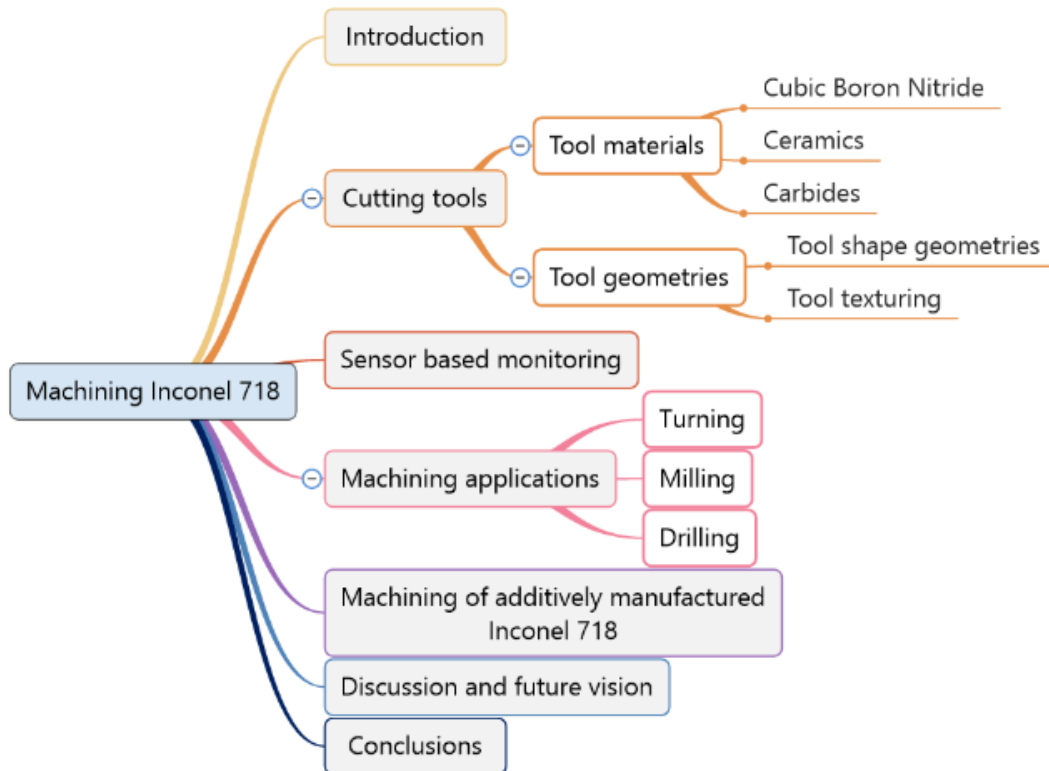 Introduction
Cubic Boron Nitride
Tool materials
Ceramics
Carbides
Cutting tools
Tool shape geometries
Tool geometries
Tool texturing
Sensor based monitoring
Machining Inconel 718
Turning
Machining applications
Milling
Drilling
Machining of additively manufactured
Inconel 718
Discussion and future vision
Conclusions